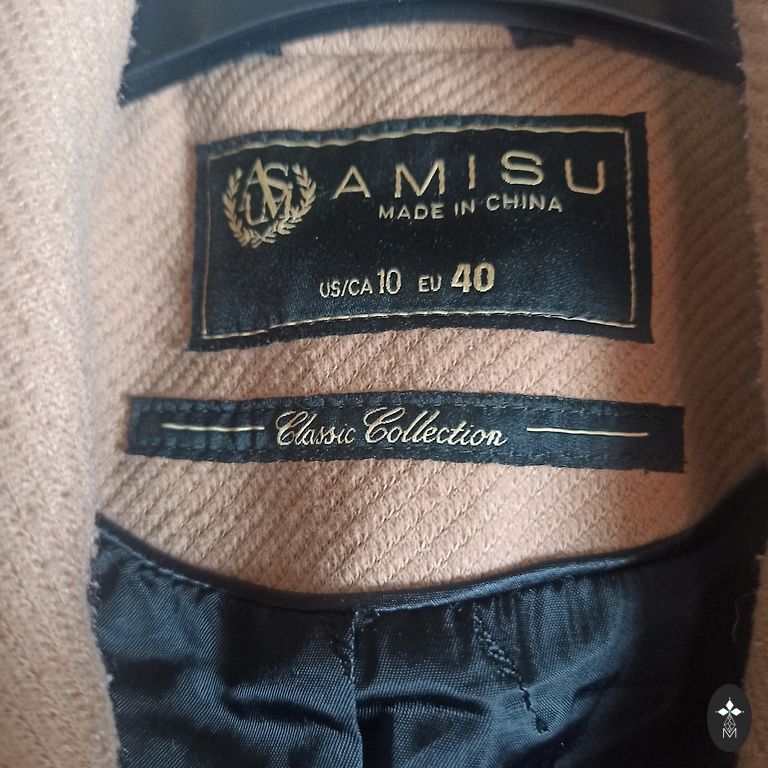 AMISU
MADE IN CHINA
US/CA 10 EU 40
Classic Collection